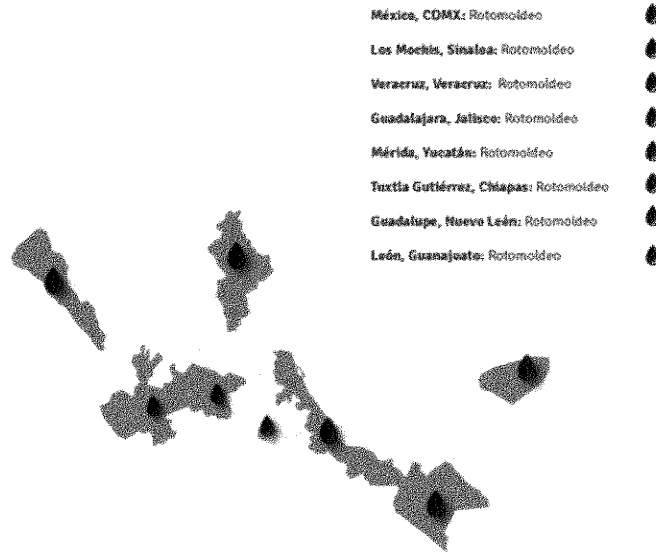 México, CDMX: Rotomoldeo
Los Mochis, Sinaloa: Rotomoldeo
Veracruz, Veracruz: Rotomoldeo
Guadalajara, Jalisco: Rotomoldeo
Mérida, Yucatán: Rotomoldeo
Tuxtla Gutiérrez, Chiapas: Rotomoldeo
Guadalupe, Nuevo León: Rotomoldeo
León, Guanajuato: Rotomoldeo